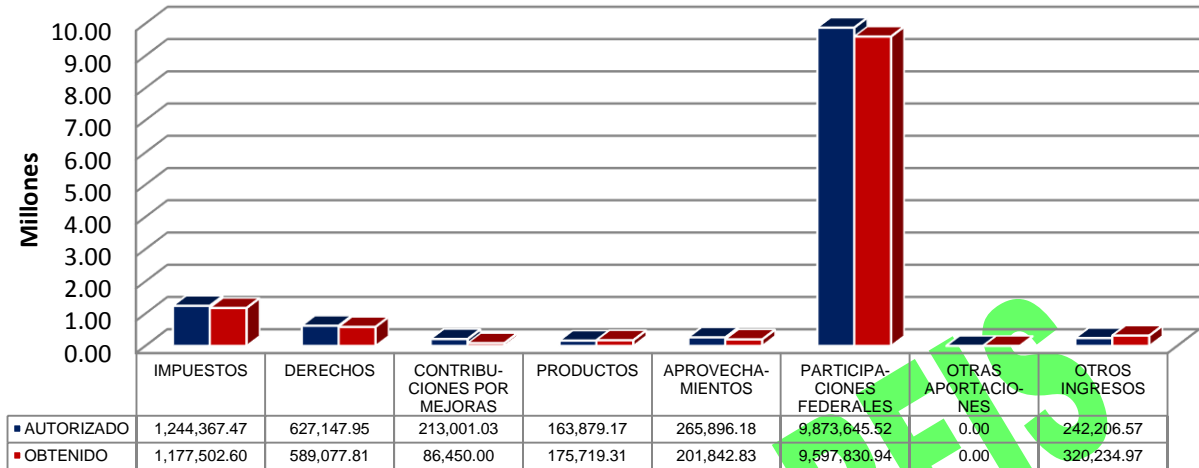 10.00
9.00
8.00
7.00
6.00
5.00
4.00
3.00
2.00
1.00
0.00
Millones
IMPUESTOS
DERECHOS
CONTRIBU-
CIONES POR
MEJORAS
PRODUCTOS
APROVECHA-
MIENTOS
PARTICIPA-
CIONES
FEDERALES
OTRAS
APORTACIO-
NES
OTROS
INGRESOS
AUTORIZADO 1,244,367.47 627,147.95 213,001.03 163,879.17 265,896.18 9,873,645.52 0.00 242,206.57
OBTENIDO 1,177,502.60 589,077.81 86,450.00 175,719.31 201,842.83 9,597,830.94 0.00 320,234.97